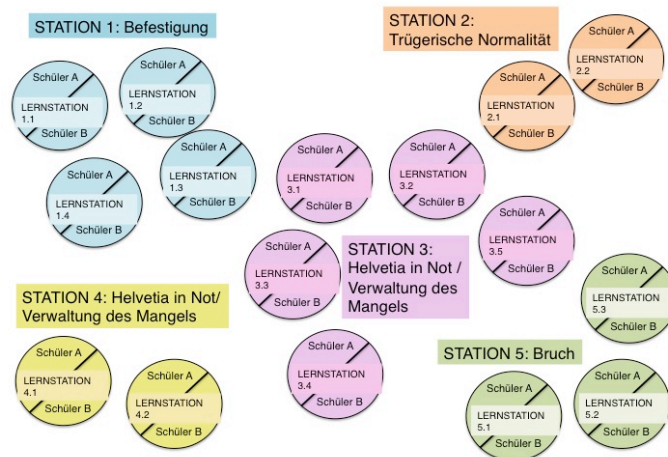 STATION 1: Befestigung
Schüler A
LERNSTATION
1.1
Schüler B
Schüler A
LERNSTATION
1.2
Schüler B
Schüler A
LERNSTATION
1.3
Schüler B
Schüler A
LERNSTATION
1.4
Schüler B
STATION 2:
Trügerische Normalität
Schüler A
LERNSTATION
2.1
Schüler B
Schüler A
LERNSTATION
2.2
Schüler B
STATION 3:
Helvetia in Not /
Verwaltung des
Mangels
Schüler A
LERNSTATION
3.1
Schüler B
Schüler A
LERNSTATION
3.2
Schüler B
Schüler A
LERNSTATION
3.3
Schüler B
Schüler A
LERNSTATION
3.4
Schüler B
Schüler A
LERNSTATION
3.5
Schüler B
STATION 4: Helvetia in Not/
Verwaltung des Mangels
Schüler A
LERNSTATION
4.1
Schüler B
Schüler A
LERNSTATION
4.2
Schüler B
STATION 5: Bruch
Schüler A
LERNSTATION
5.1
Schüler B
Schüler A
LERNSTATION
5.2
Schüler B
Schüler A
LERNSTATION
5.3
Schüler B